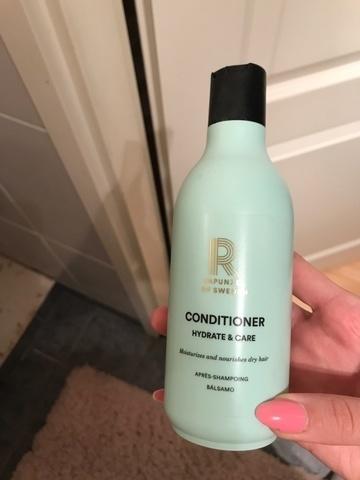 R
RAPUNZEL
OF SWEDEN
CONDITIONER
HYDRATE & CARE
Moisturizes and nourishes dry hair
APRÈS-SHAMPOING
BÁLSAMO